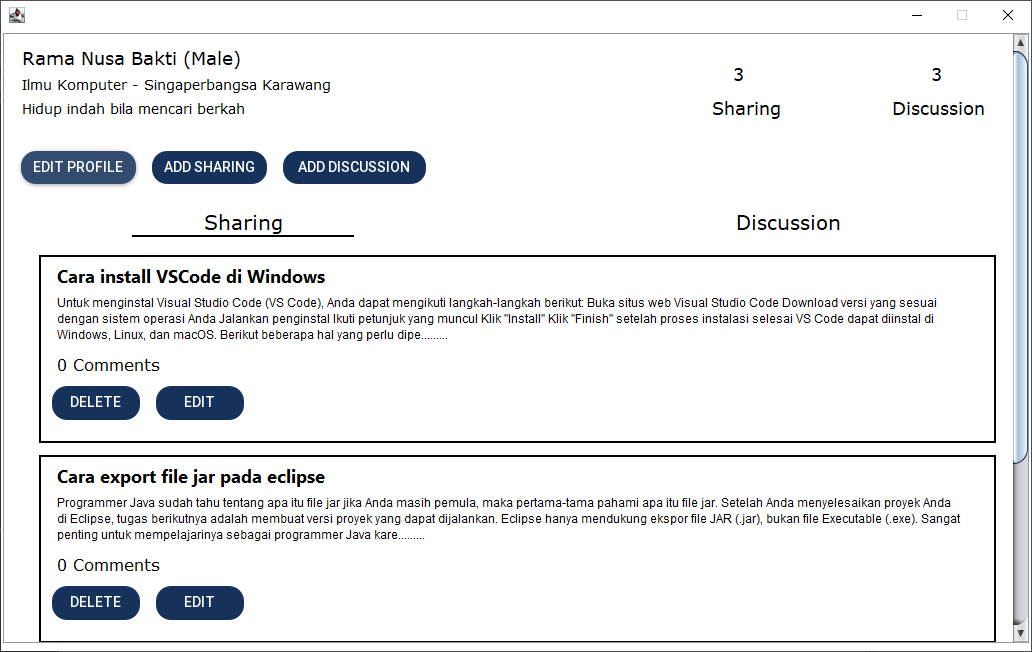 Rama Nusa Bakti (Male)
Ilmu Komputer - Singaperbangsa Karawang
Hidup indah bila mencari berkah
3
Sharing
3
Discussion
EDIT PROFILE
ADD SHARING
ADD DISCUSSION
Sharing
Discussion
Cara install VSCode di Windows
Untuk menginstal Visual Studio Code (VS Code), Anda dapat mengikuti langkah-langkah berikut: Buka situs web Visual Studio Code Download versi yang sesuai
dengan sistem operasi Anda Jalankan penginstal Ikuti petunjuk yang muncul Klik "Install" Klik "Finish" setelah proses instalasi selesai VS Code dapat diinstal di
Windows, Linux, dan macOS. Berikut beberapa hal yang perlu dipe.........
0 Comments
DELETE
EDIT
Cara export file jar pada eclipse
Programmer Java sudah tahu tentang apa itu file jar jika Anda masih pemula, maka pertama-tama pahami apa itu file jar. Setelah Anda menyelesaikan proyek Anda
di Eclipse, tugas berikutnya adalah membuat versi proyek yang dapat dijalankan. Eclipse hanya mendukung ekspor file JAR (.jar), bukan file Executable (.exe). Sangat
penting untuk mempelajarinya sebagai programmer Java kare.........
0 Comments
DELETE
EDIT